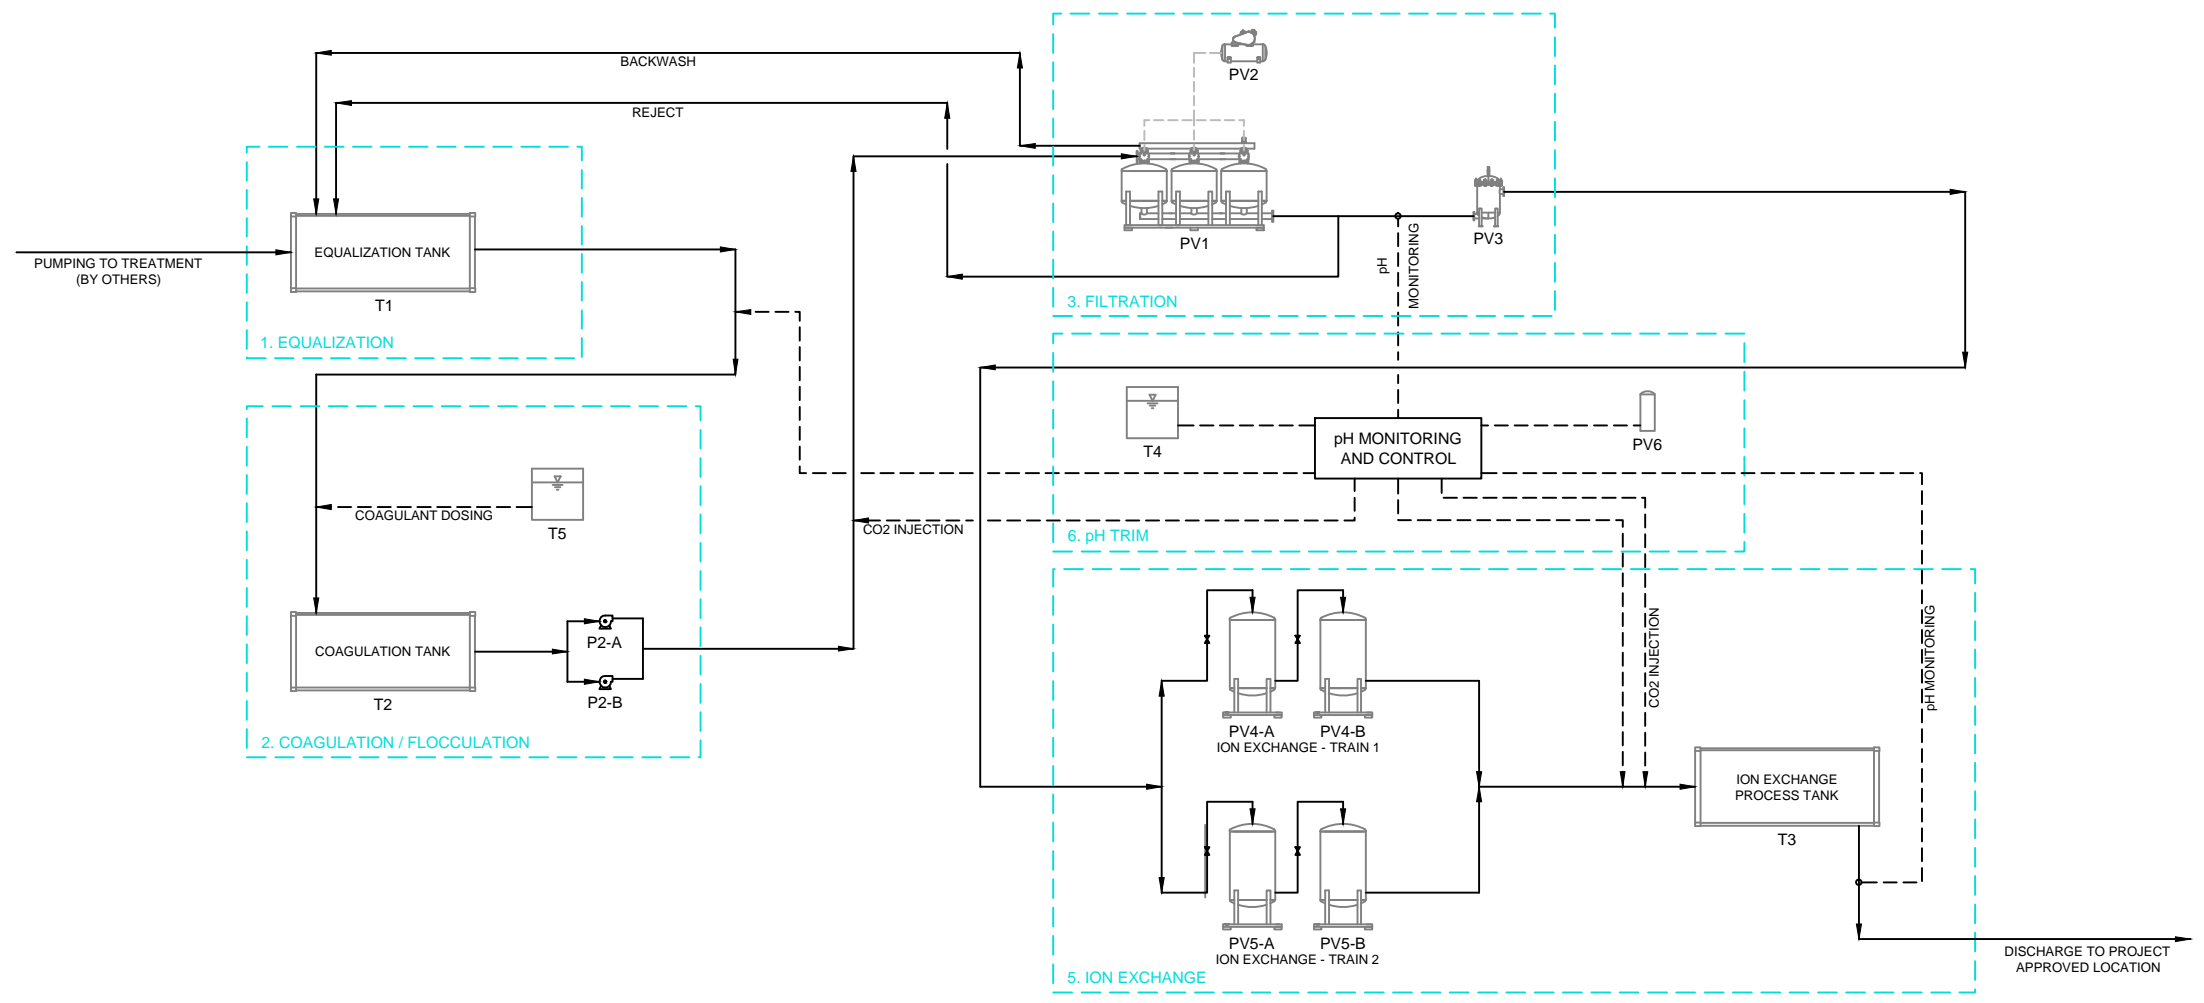 BACKWASH
REJECT
PUMPING TO TREATMENT
(BY OTHERS)
EQUALIZATION TANK
T1
1. EQUALIZATION
COAGULANT DOSING
T5
COAGULATION TANK
T2
P2-A
P2-B
2. COAGULATION / FLOCCULATION
PV2
PV1
PV3
pH
MONITORING
3. FILTRATION
T4
pH MONITORING
AND CONTROL
PV6
CO2 INJECTION
6. pH TRIM
PV4-A
PV4-B
ION EXCHANGE - TRAIN 1
CO2 INJECTION
pH MONITORING
ION EXCHANGE
PROCESS TANK
T3
PV5-A
PV5-B
ION EXCHANGE - TRAIN 2
5. ION EXCHANGE
DISCHARGE TO PROJECT
APPROVED LOCATION